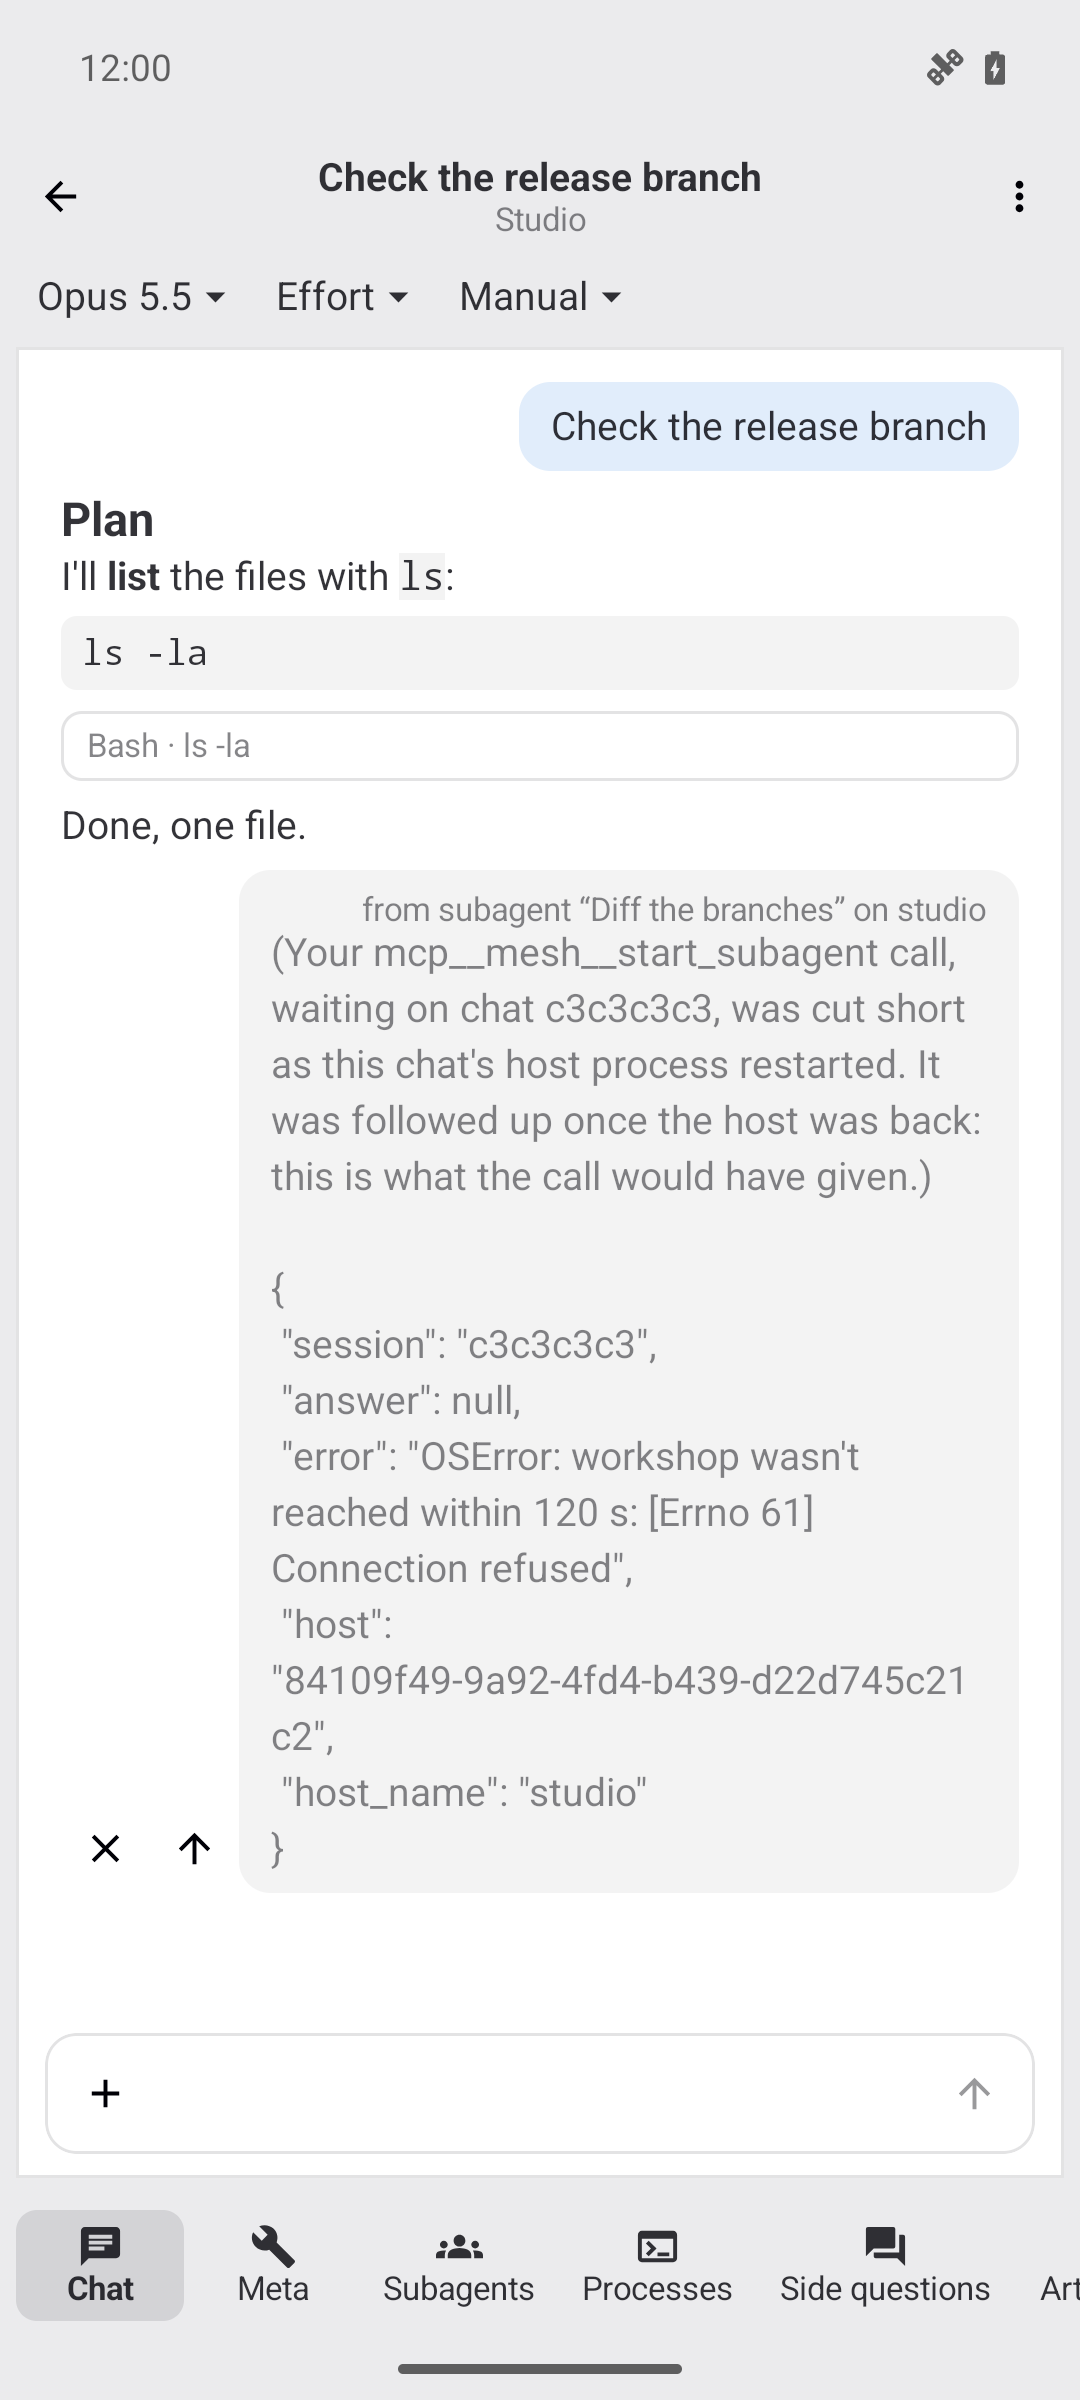 12:00
Check the release branch
Studio
Opus 5.5
Effort
Manual
Check the release branch
Plan
I'll list the files with ls:
ls -la
Bash · ls -la
Done, one file.
from subagent “Diff the branches” on studio
(Your mcp__mesh__start_subagent call,
waiting on chat c3c3c3c3, was cut short
as this chat's host process restarted. It
was followed up once the host was back:
this is what the call would have given.)
{
"session": "c3c3c3c3",
"answer": null,
"error": "OSError: workshop wasn't
reached within 120 s: [Errno 61]
Connection refused",
"host":
"84109f49-9a92-4fd4-b439-d22d745c21
c2",
"host_name": "studio"
}
Chat
Meta
Subagents
Processes
Side questions
Art